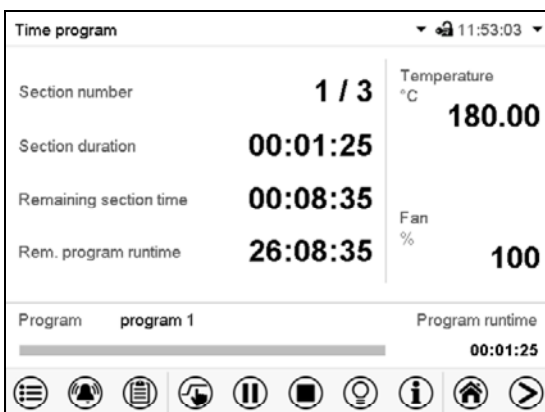 Time program 11:53:03
Section number 1 / 3
Section duration 00:01:25
Remaining section time 00:08:35
Rem. program runtime 26:08:35
Temperature
°C
180.00
Fan
%
100
Program program 1 Program runtime
00:01:25